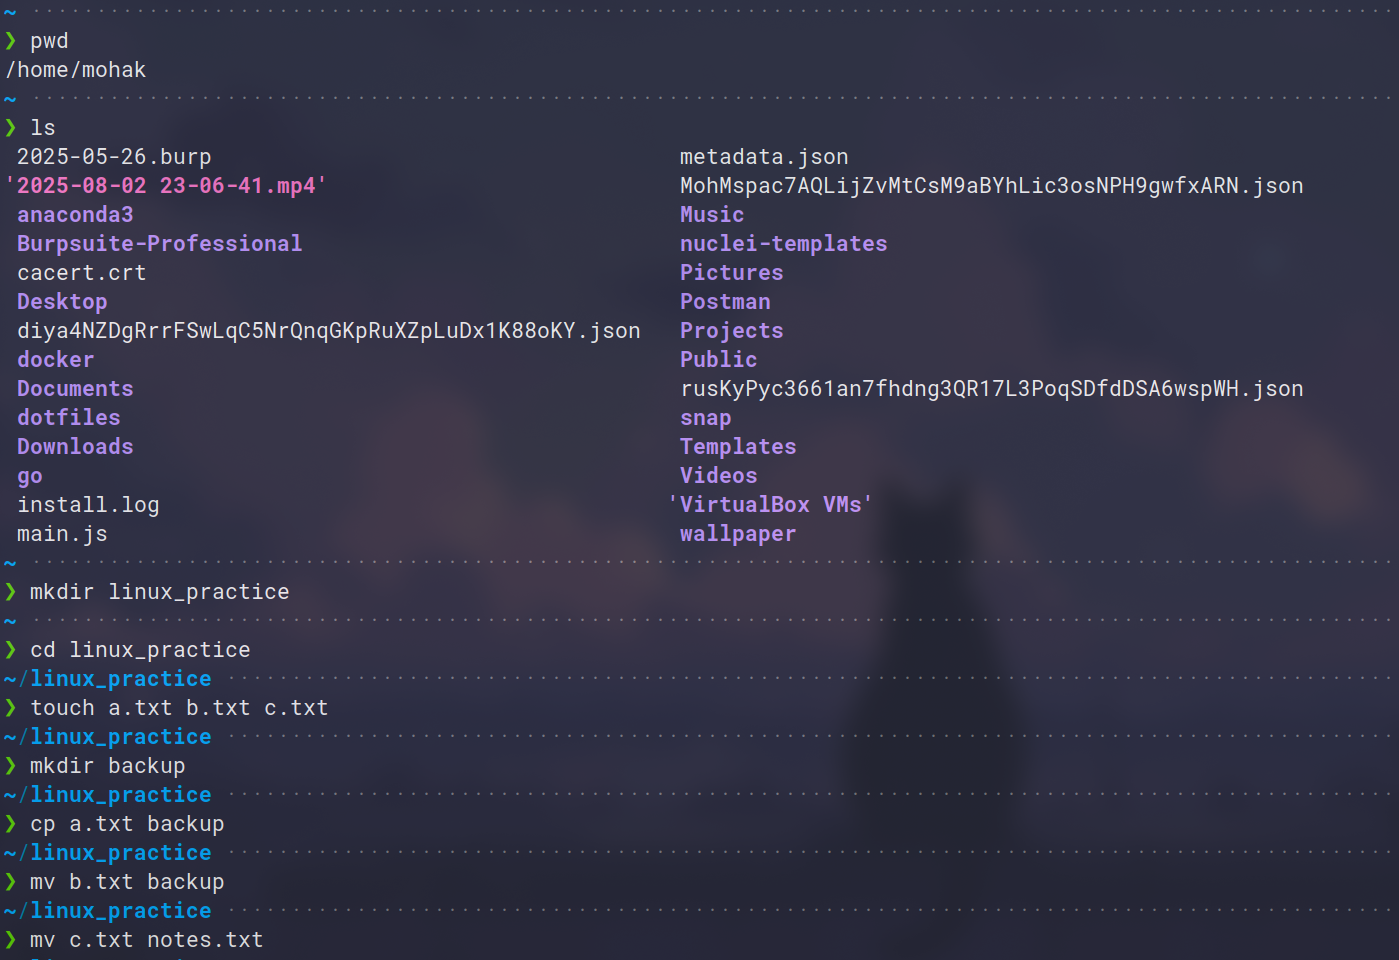 ~
❯ pwd
/home/mohak
~
❯ ls
2025-05-26.burp metadata.json
'2025-08-02 23-06-41.mp4' MohMspac7AQLijZvMtCsM9aBYhLic3osNPH9gwfxARN.json
anaconda3 Music
Burpsuite-Professional nuclei-templates
cacert.crt Pictures
Desktop Postman
diya4NZDgRrrFSwLqC5NrQnqGKpRuXZpLuDx1K88oKY.json Projects
docker Public
Documents rusKyPyc3661an7fhdng3QR17L3PoqSDfdDSA6wspWH.json
dotfiles snap
Downloads Templates
go Videos
install.log 'VirtualBox VMs'
main.js wallpaper
~
❯ mkdir linux_practice
~
❯ cd linux_practice
~/linux_practice
❯ touch a.txt b.txt c.txt
~/linux_practice
❯ mkdir backup
~/linux_practice
❯ cp a.txt backup
~/linux_practice
❯ mv b.txt backup
~/linux_practice
❯ mv c.txt notes.txt